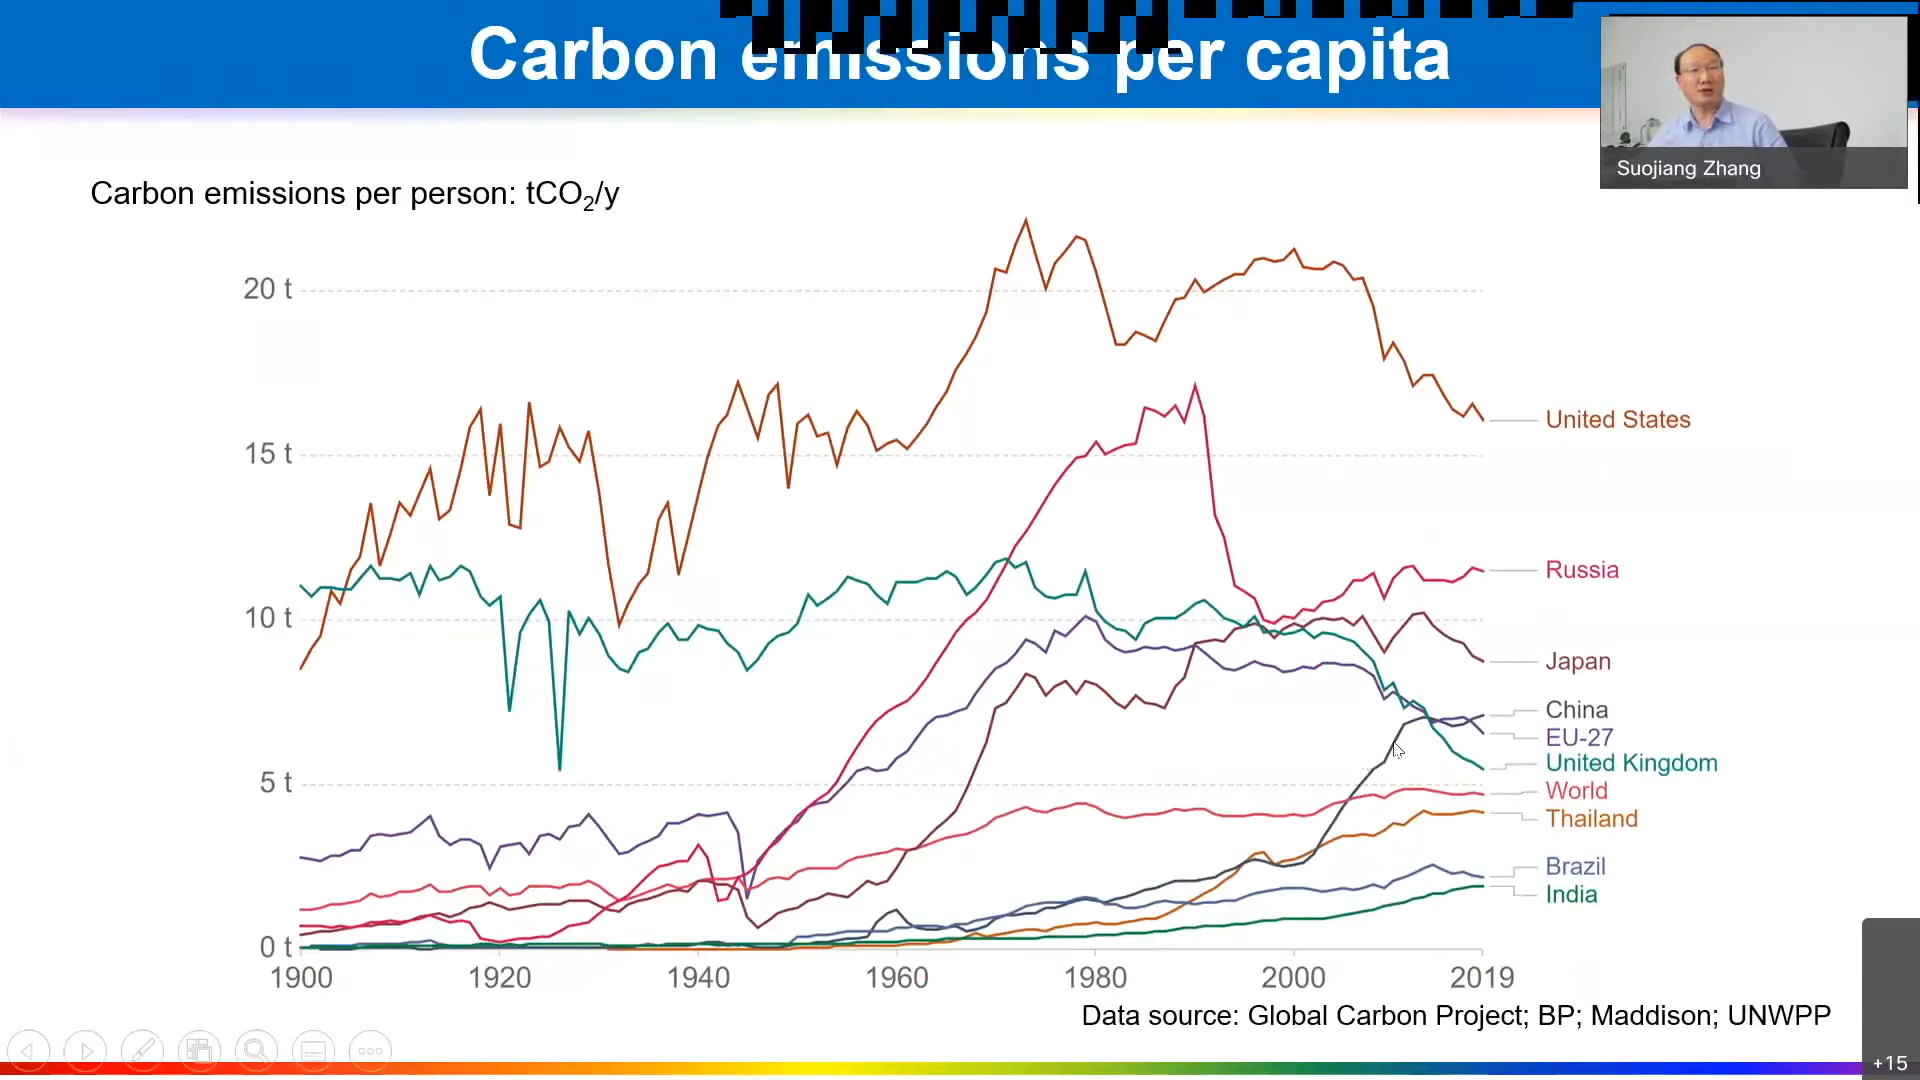 Carbon emissions per capita
Suojiang Zhang
Carbon emissions per person: tCO₂/y
20 t
15 t
10 t
5 t
0 t
United States
Russia
Japan
China
EU-27
United Kingdom
World
Thailand
Brazil
India
1900 1920 1940 1960 1980 2000 2019
Data source: Global Carbon Project; BP; Maddison; UNWPP
+15